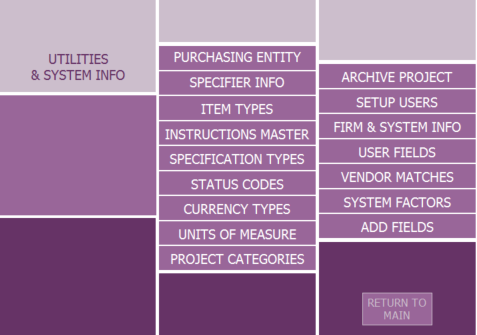 UTILITIES
& SYSTEM INFO
PURCHASING ENTITY
SPECIFIER INFO
ITEM TYPES
INSTRUCTIONS MASTER
SPECIFICATION TYPES
STATUS CODES
CURRENCY TYPES
UNITS OF MEASURE
PROJECT CATEGORIES
ARCHIVE PROJECT
SETUP USERS
FIRM & SYSTEM INFO
USER FIELDS
VENDOR MATCHES
SYSTEM FACTORS
ADD FIELDS
RETURN TO
MAIN